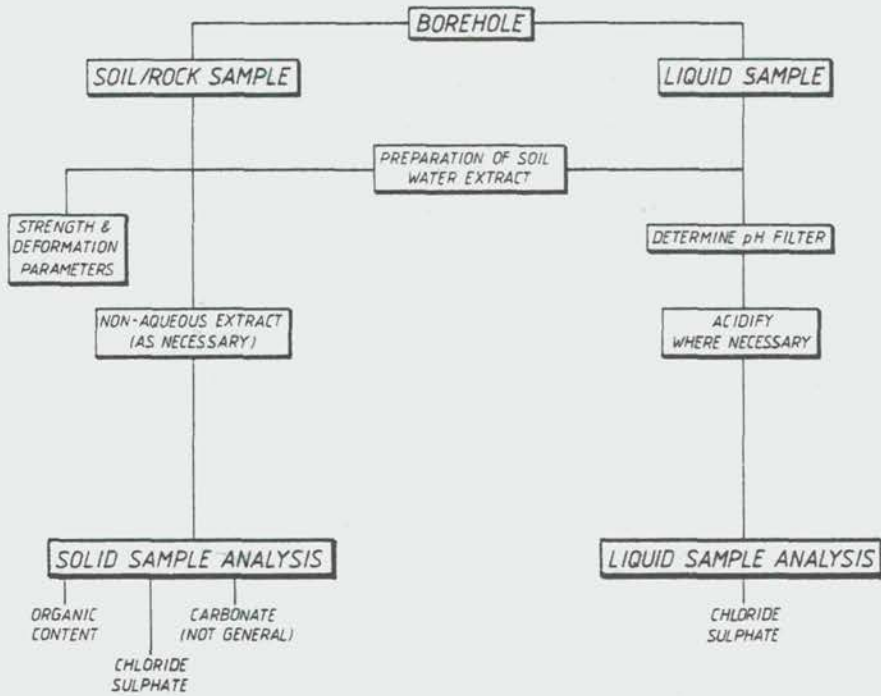 BOREHOLE
SOIL/ROCK SAMPLE
LIQUID SAMPLE
PREPARATION OF SOIL
WATER EXTRACT
STRENGTH &
DEFORMATION
PARAMETERS
DETERMINE pH FILTER
NON-AQUEOUS EXTRACT
(AS NECESSARY)
ACIDIFY
WHERE NECESSARY
SOLID SAMPLE ANALYSIS
LIQUID SAMPLE ANALYSIS
ORGANIC
CONTENT
CARBONATE
(NOT GENERAL)
CHLORIDE
SULPHATE
CHLORIDE
SULPHATE